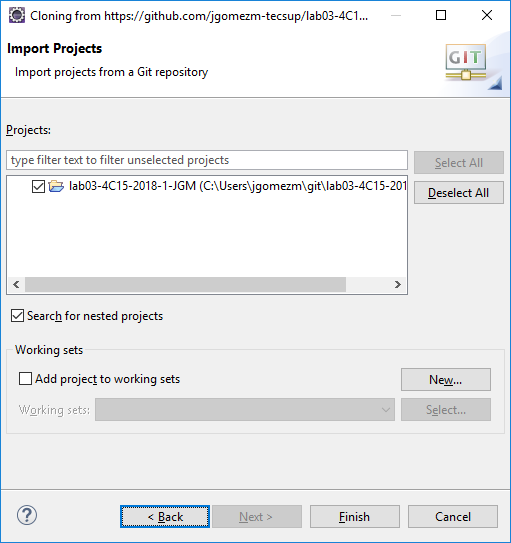 Cloning from https://github.com/jgomezm-tecsup/lab03-4C1...
Import Projects
Import projects from a Git repository
GIT
Projects:
type filter text to filter unselected projects
Select All
lab03-4C15-2018-1-JGM (C:\Users\jgomezm\git\lab03-4C15-201
Deselect All
Search for nested projects
Working sets
Add project to working sets
New...
Working sets:
Select...
?
< Back
Next >
Finish
Cancel